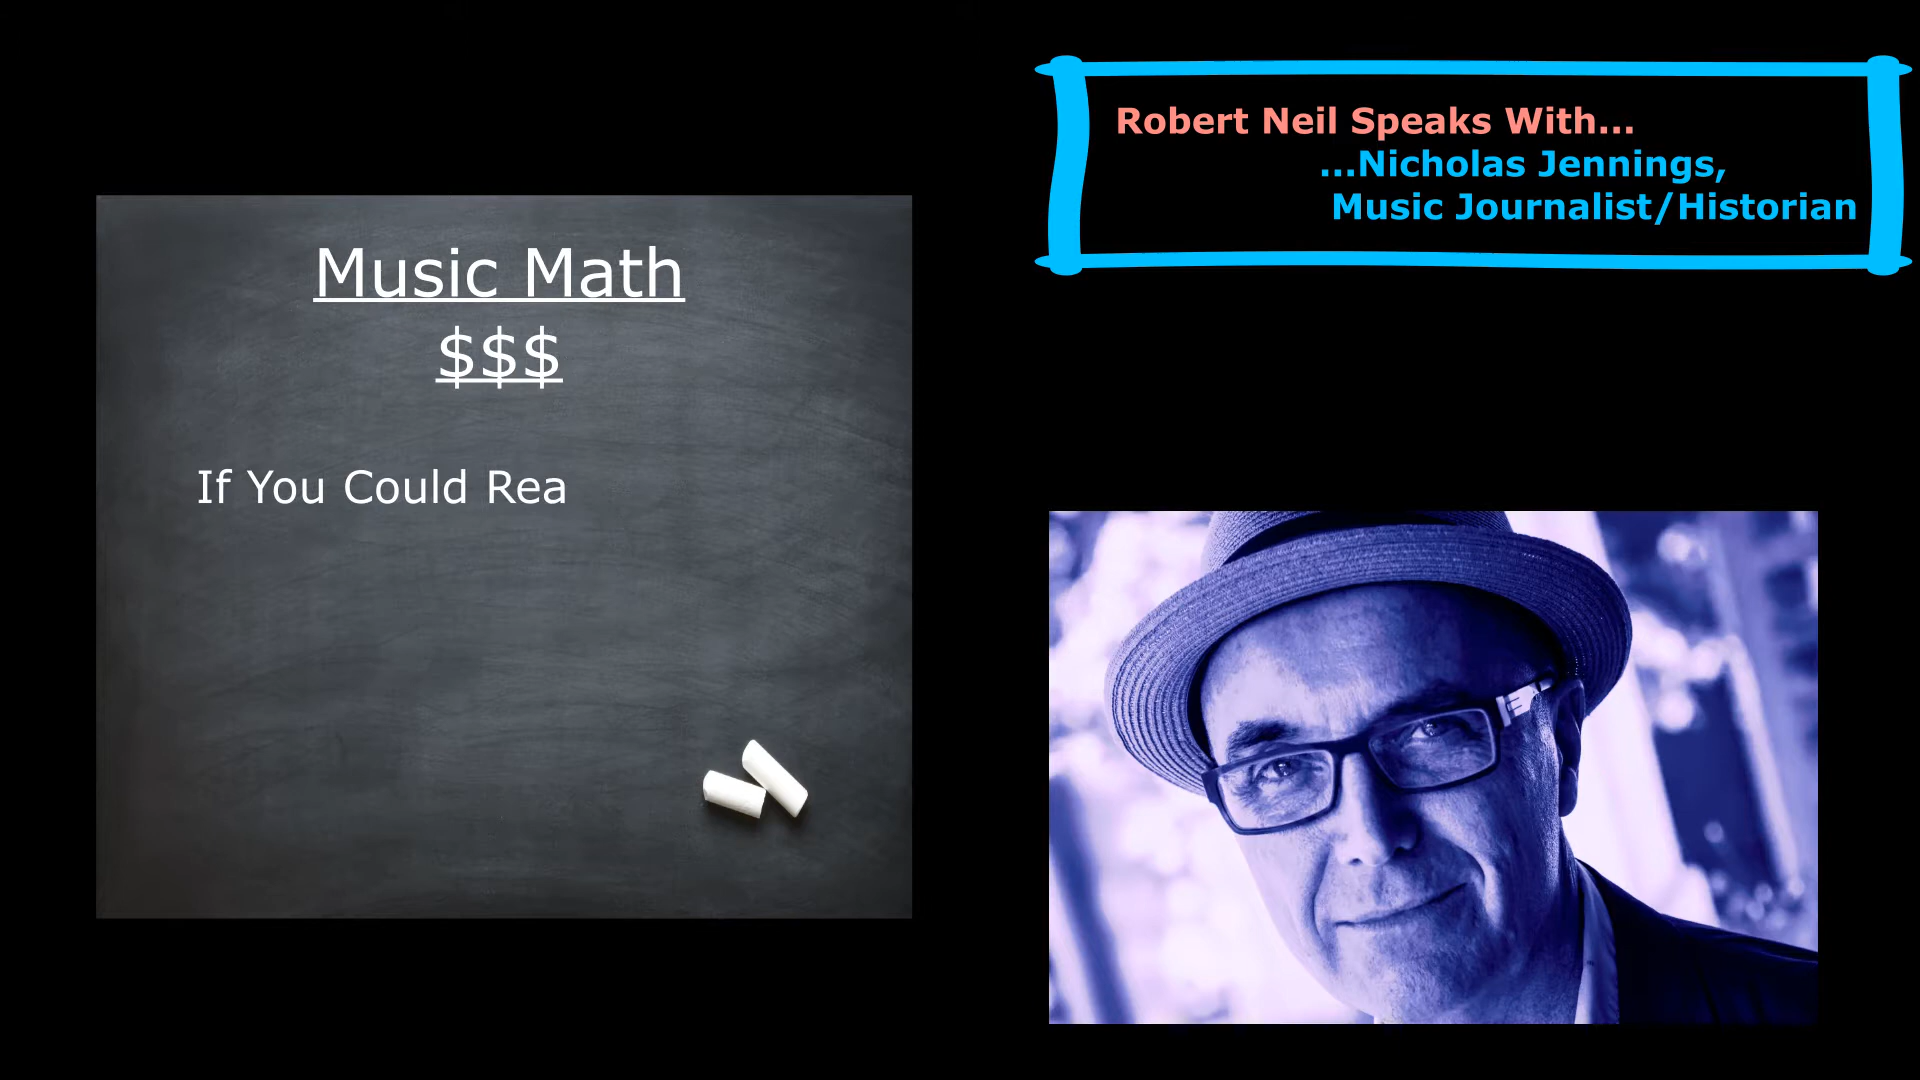 Music Math
$$$
If You Could Rea
Robert Neil Speaks With...
...Nicholas Jennings,
Music Journalist/Historian